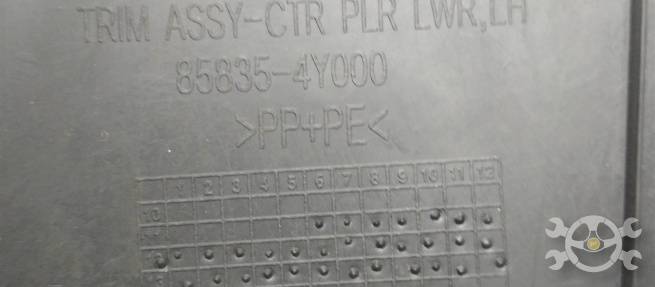 TRIM ASSY-CTR PLR LWR,LH
85835-4Y000
>PP+PE<
1 2 3 4 5 6 7 8 9 10 11 12
10